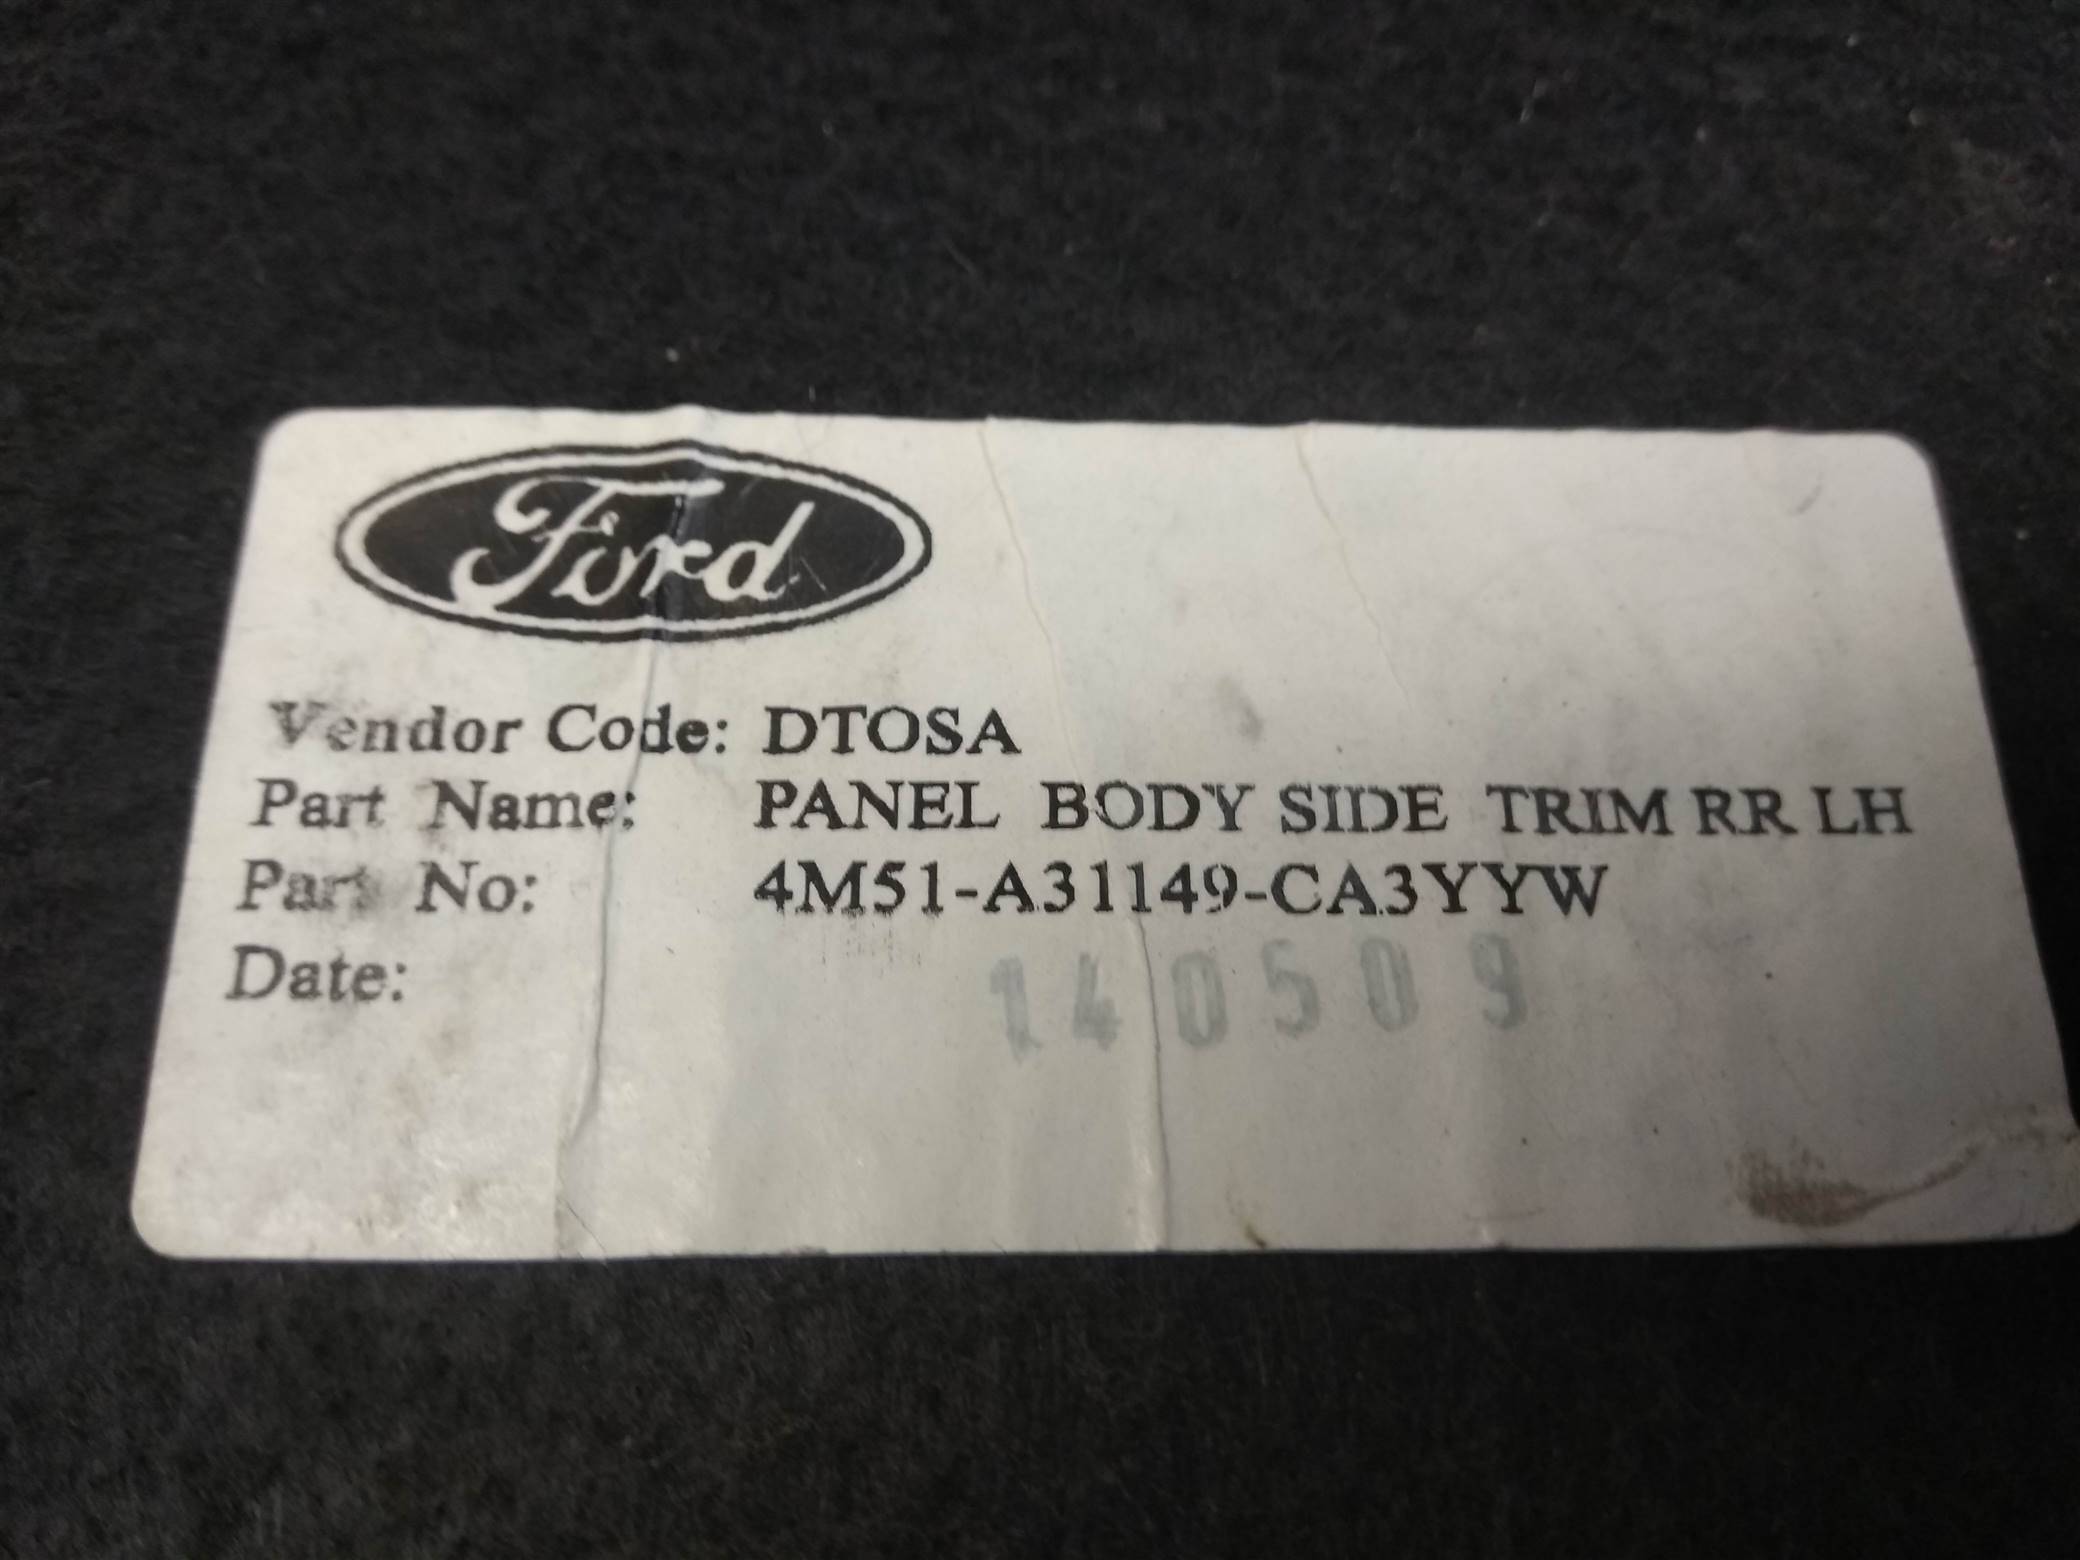 Ford
Vendor Code: DTOSA
Part Name: PANEL BODY SIDE TRIM RR LH
Part No: 4M51-A31149-CA3YYW
Date: 140509